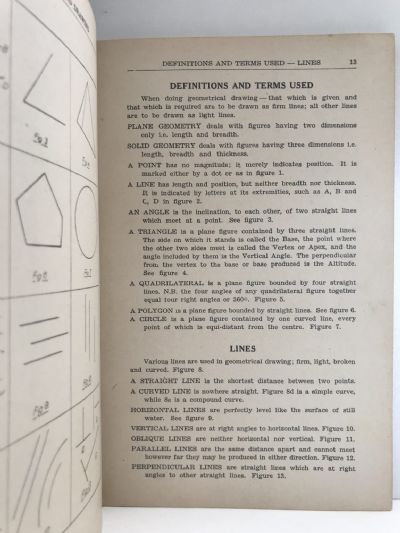 DEFINITIONS AND TERMS USED — LINES 13
DEFINITIONS AND TERMS USED
When doing geometrical drawing — that which is given and
that which is required are to be drawn as firm lines; all other lines
are to be drawn as light lines.
PLANE GEOMETRY deals with figures having two dimensions
only i.e. length and breadth.
SOLID GEOMETRY deals with figures having three dimensions i.e.
length, breadth and thickness.
A POINT has no magnitude; it merely indicates position. It is
marked either by a dot or as in figure 1.
A LINE has length and position, but neither breadth nor thickness.
It is indicated by letters at its extremities, such as A, B and
C, D in figure 2.
AN ANGLE is the inclination, to each other, of two straight lines
which meet at a point. See figure 3.
A TRIANGLE is a plane figure contained by three straight lines.
The side on which it stands is called the Base, the point where
the other two sides meet is called the Vertex or Apex, and the
angle included by them is the Vertical Angle. The perpendicular
from the vertex to the base or base produced is the Altitude.
See figure 4.
A QUADRILATERAL is a plane figure bounded by four straight
lines. N.B. the four angles of any quadrilateral figure together
equal four right angles or 360°. Figure 5.
A POLYGON is a plane figure bounded by straight lines. See figure 6.
A CIRCLE is a plane figure contained by one curved line, every
point of which is equi-distant from the centre. Figure 7.
LINES
Various lines are used in geometrical drawing; firm, light, broken
and curved. Figure 8.
A STRAIGHT LINE is the shortest distance between two points.
A CURVED LINE is nowhere straight. Figure 8d is a simple curve,
while 8e is a compound curve.
HORIZONTAL LINES are perfectly level like the surface of still
water. See figure 9.
VERTICAL LINES are at right angles to horizontal lines. Figure 10.
OBLIQUE LINES are neither horizontal nor vertical. Figure 11.
PARALLEL LINES are the same distance apart and cannot meet
however far they may be produced in either direction. Figure 12.
PERPENDICULAR LINES are straight lines which are at right
angles to other straight lines. Figure 13.